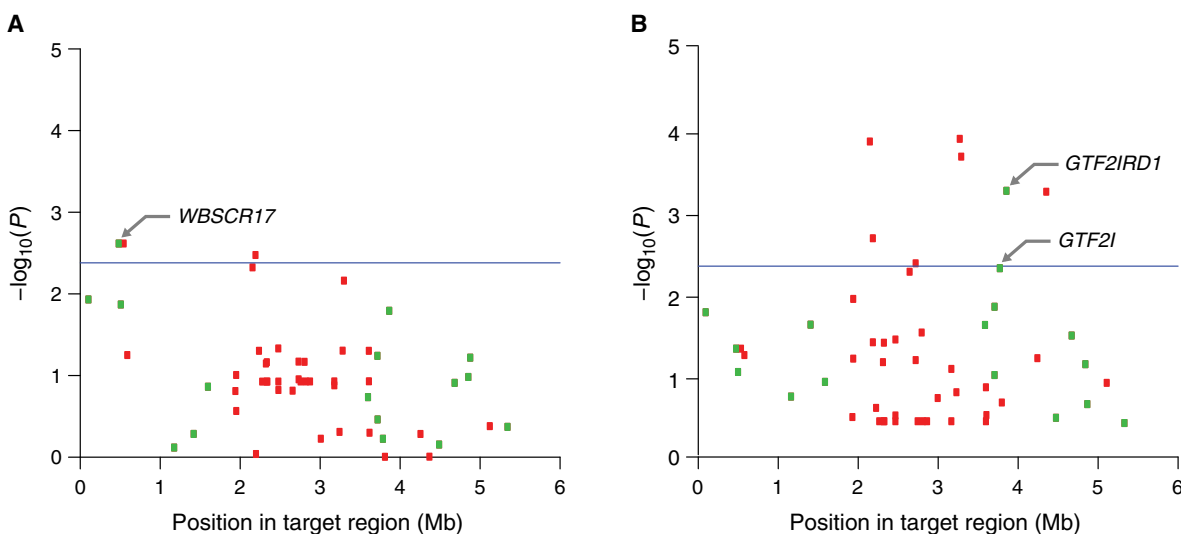 A
5
4
3
2
1
0
–log10(P)
WBSCR17
0 1 2 3 4 5 6
Position in target region (Mb)
B
5
4
3
2
1
0
–log10(P)
GTF2IRD1
GTF2I
0 1 2 3 4 5 6
Position in target region (Mb)